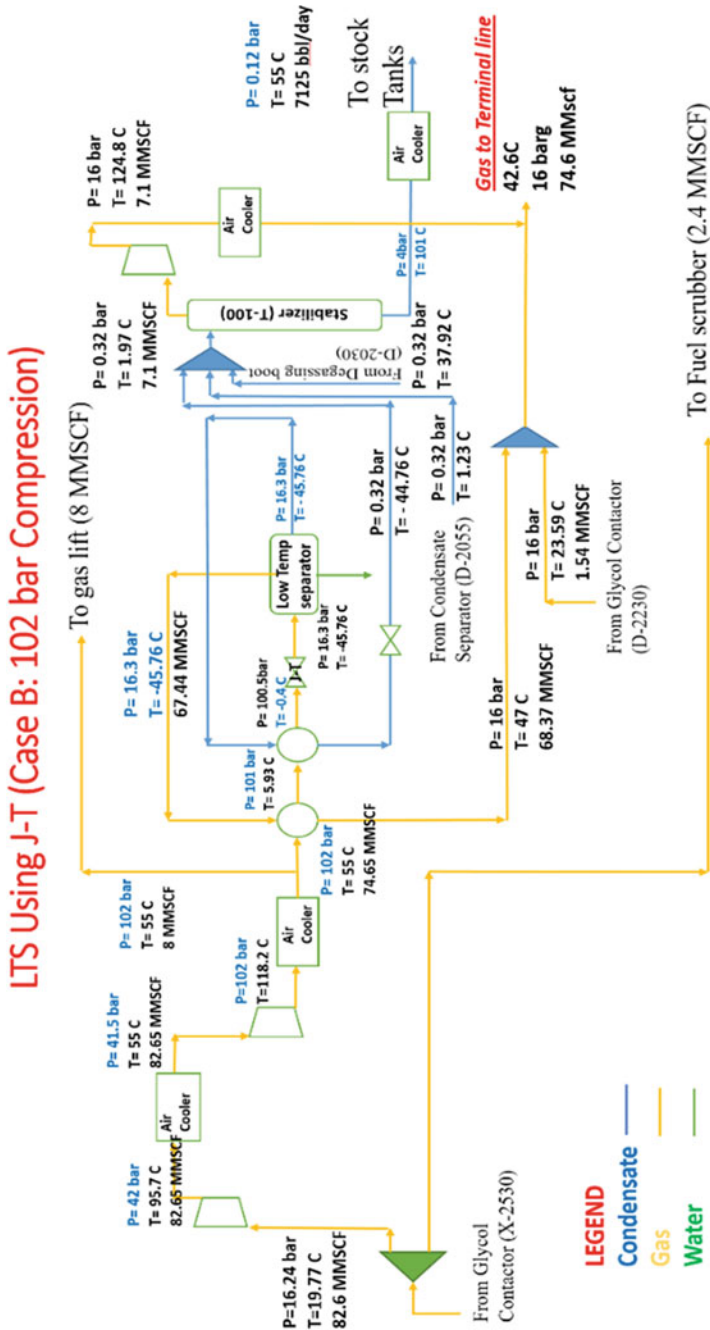 LTS Using J-T (Case B: 102 bar Compression)
To gas lift (8 MMSCF)
P= 42 bar
T= 95.7 C
82.65 MMSCF
Air
Cooler
P= 41.5 bar
T= 55 C
82.65 MMSCF
P= 102 bar
T= 55 C
8 MMSCF
P=102 bar
T=118.2 C
Air
Cooler
P= 102 bar
T= 55 C
74.65 MMSCF
P= 16.3 bar
T= -45.76 C
67.44 MMSCF
P= 101 bar
T= 5.93 C
P= 100.5bar
T= -0.4 C
J-T
P= 16.3 bar
T= -45.76 C
Low Temp
separator
P= 16.3 bar
T= - 45.76 C
P= 0.32 bar
T= - 44.76 C
From Condensate
Separator (D-2055)
P= 0.32 bar
T= 1.23 C
From Degassing boot
(D-2030)
P= 0.32 bar
T= 37.92 C
P= 0.32 bar
T= 1.97 C
7.1 MMSCF
Stabilizer (T-100)
P= 16 bar
T= 124.8 C
7.1 MMSCF
Air
Cooler
P= 4bar
T= 101 C
Air
Cooler
P= 0.12 bar
T= 55 C
7125 bbl/day
To stock
Tanks
Gas to Terminal line
42.6C
16 barg
74.6 MMscf
P= 16 bar
T= 47 C
68.37 MMSCF
P= 16 bar
T= 23.59 C
1.54 MMSCF
From Glycol Contactor
(D-2230)
P=16.24 bar
T=19.77 C
82.6 MMSCF
From Glycol
Contactor (X-2530)
To Fuel scrubber (2.4 MMSCF)
LEGEND
Condensate
Gas
Water